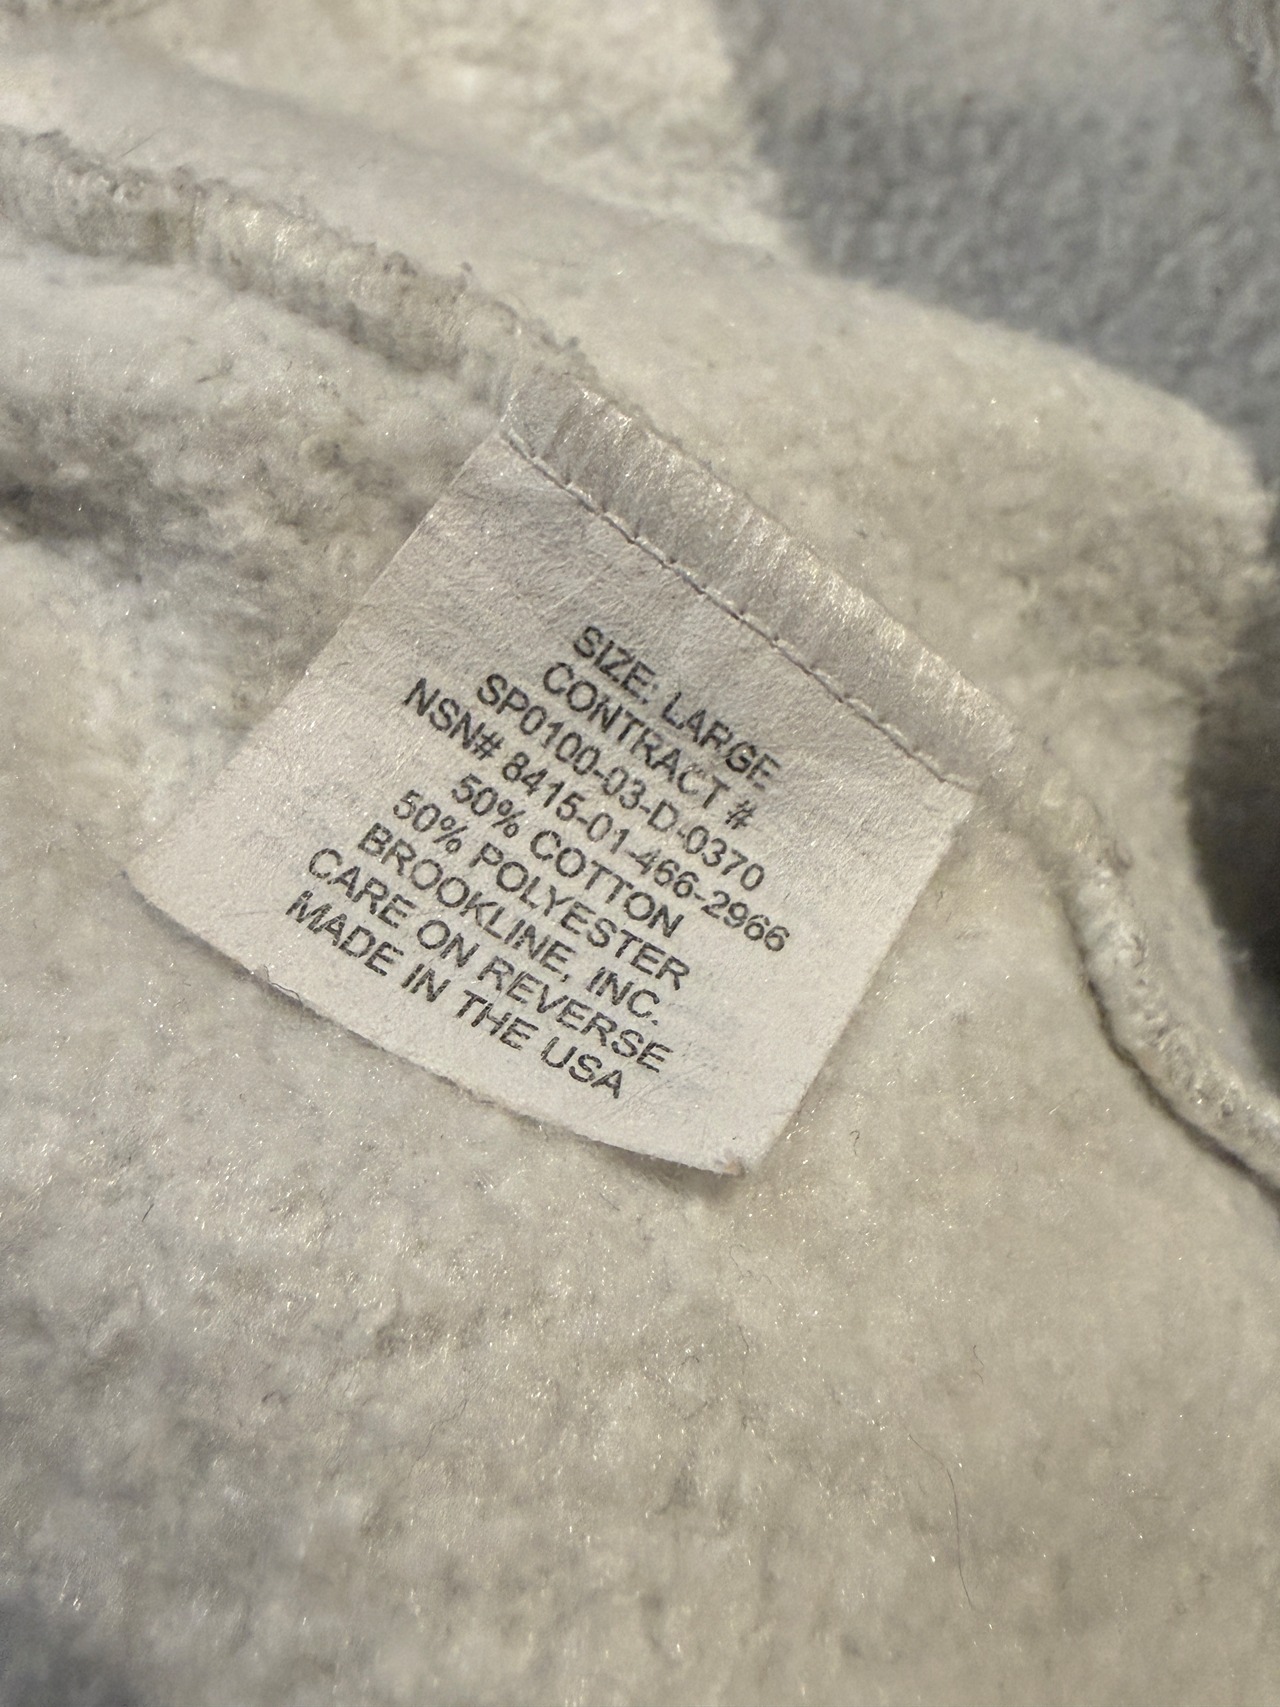 SIZE: LARGE
CONTRACT #
SP0100-03-D-0370
NSN# 8415-01-466-2966
50% COTTON
50% POLYESTER
BROOKLINE, INC.
CARE ON REVERSE
MADE IN THE USA